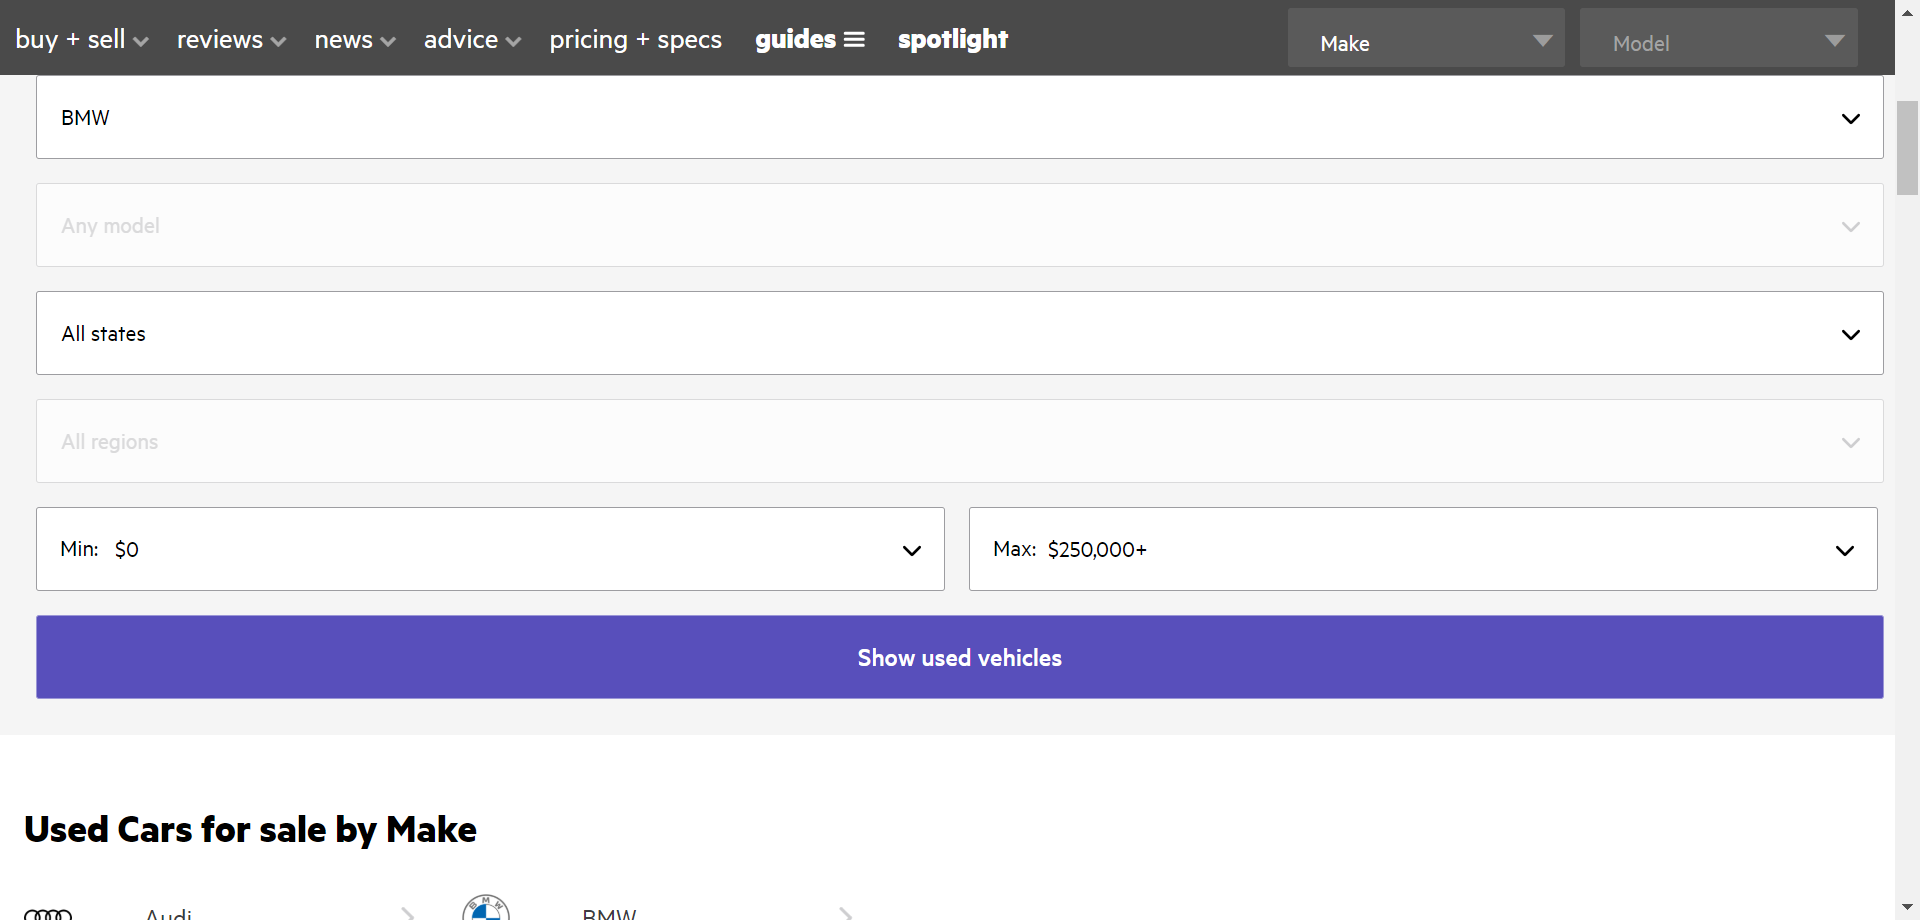 buy + sell reviews news advice pricing + specs guides spotlight Make Model
BMW
Any model
All states
All regions
Min: $0 Max: $250,000+
Show used vehicles
Used Cars for sale by Make
Audi BMW BMW